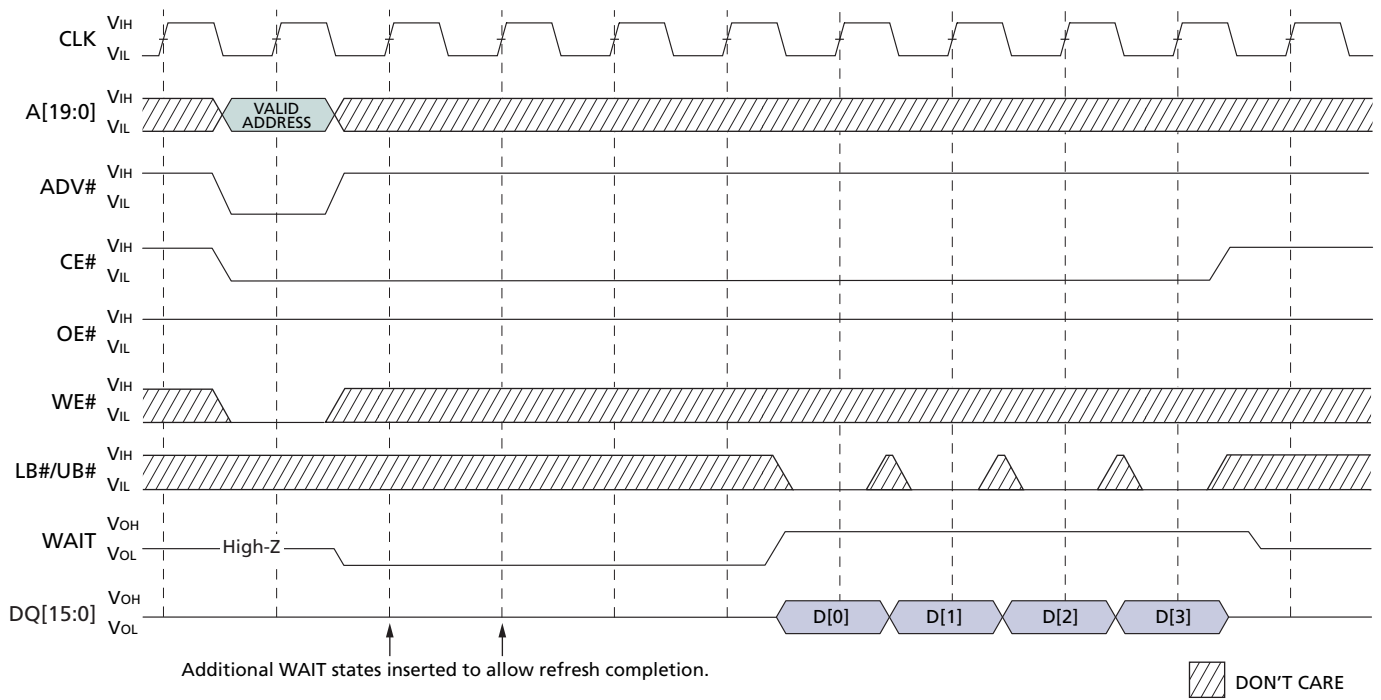 CLK VIH
VIL
A[19:0] VIH
VIL
VALID
ADDRESS
ADV# VIH
VIL
CE# VIH
VIL
OE# VIH
VIL
WE# VIH
VIL
LB#/UB# VIH
VIL
WAIT VOH
VOL
High-Z
DQ[15:0] VOH
VOL
D[0] D[1] D[2] D[3]
Additional WAIT states inserted to allow refresh completion.
DON'T CARE